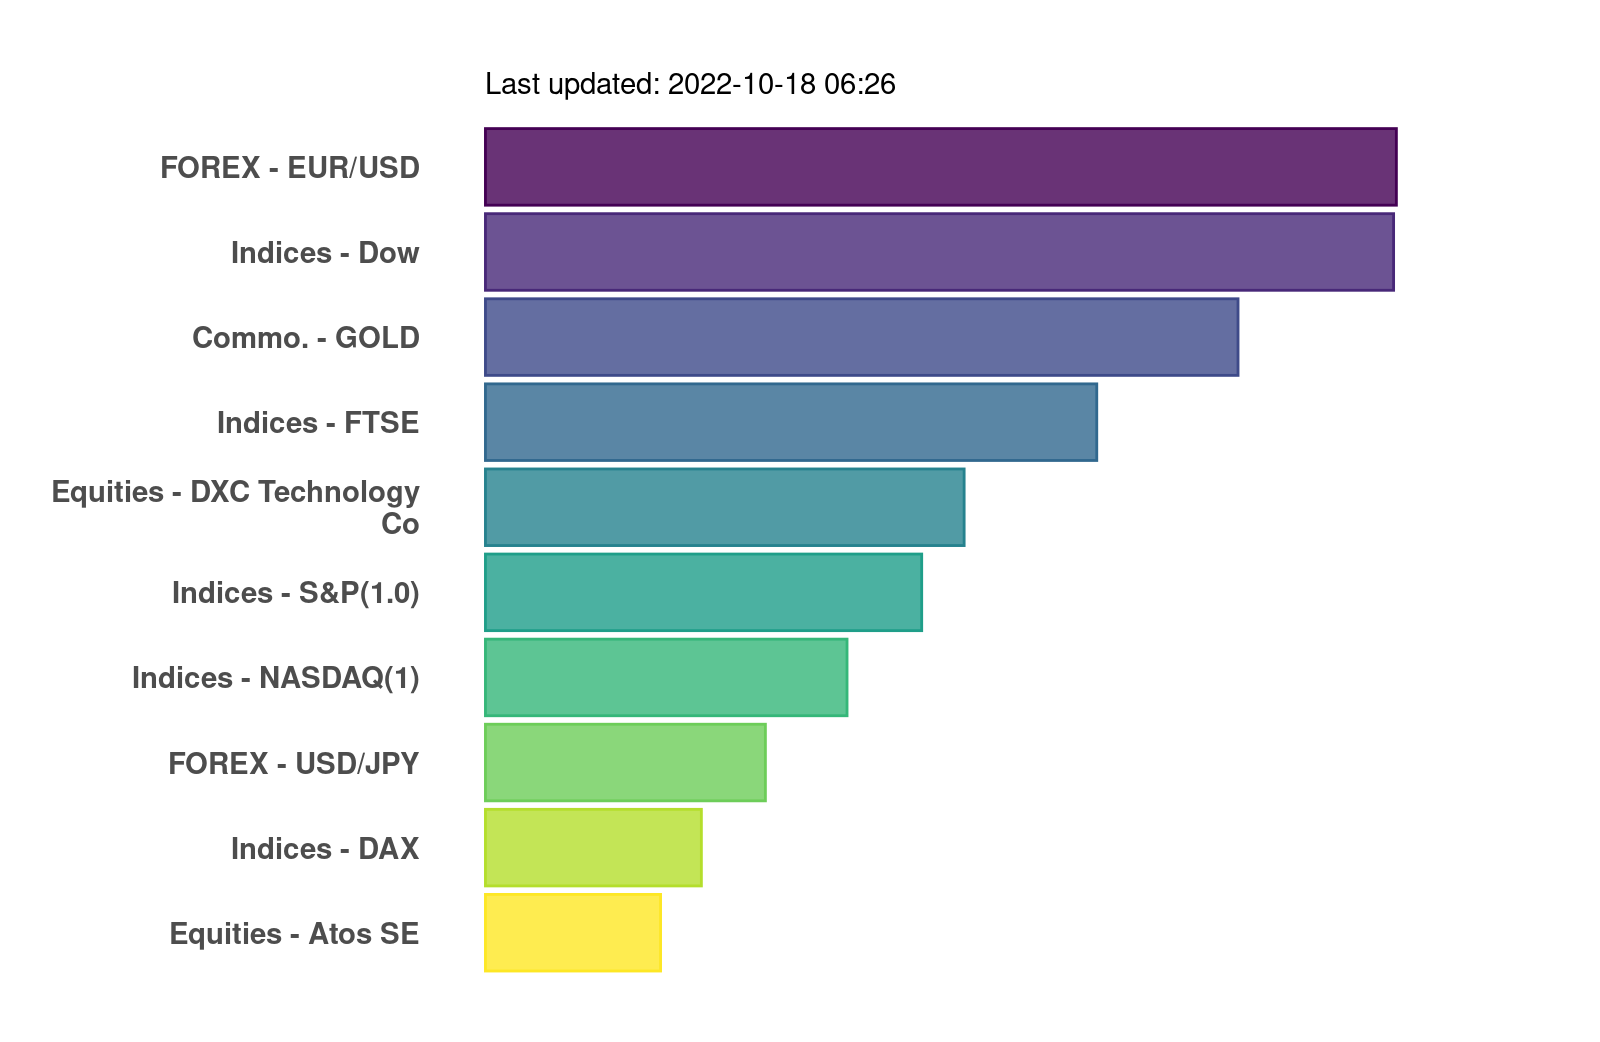 Last updated: 2022-10-18 06:26
FOREX - EUR/USD
Indices - Dow
Commo. - GOLD
Indices - FTSE
Equities - DXC Technology
Co
Indices - S&P(1.0)
Indices - NASDAQ(1)
FOREX - USD/JPY
Indices - DAX
Equities - Atos SE